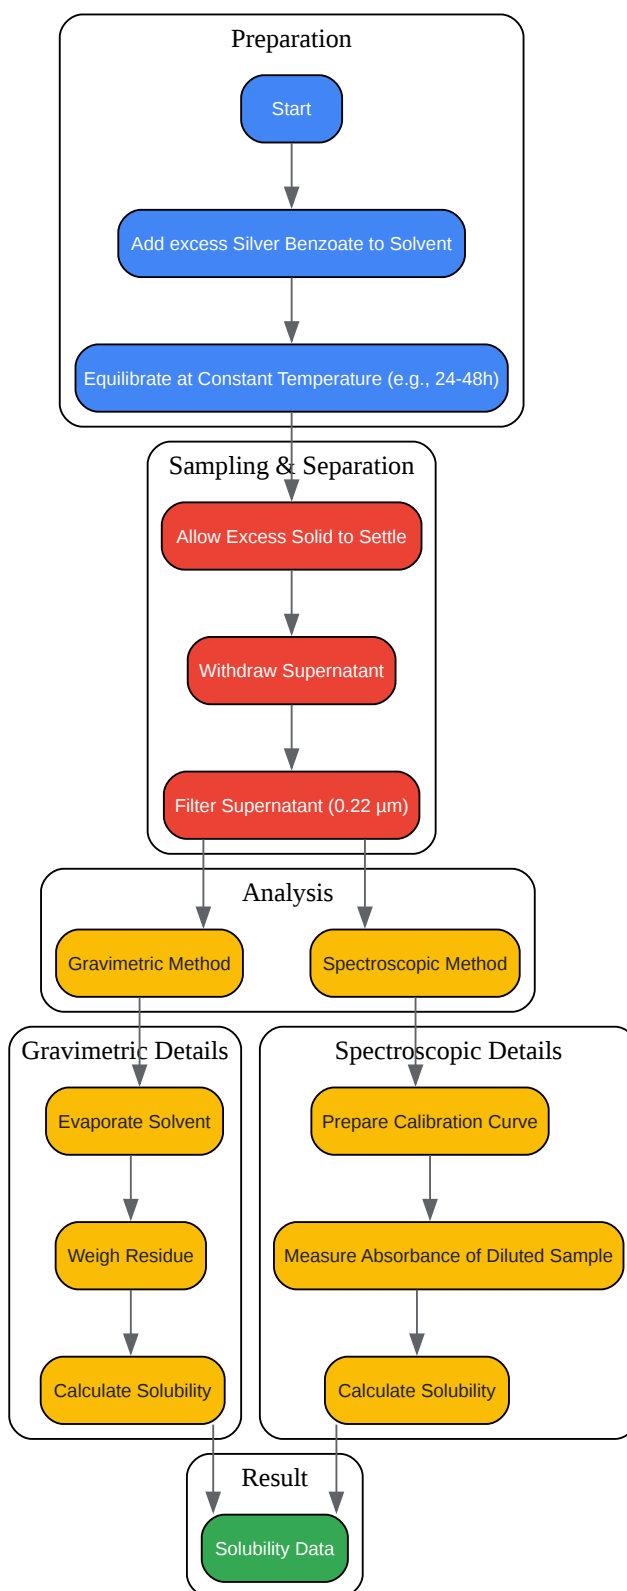 Preparation
Start
Add excess Silver Benzoate to Solvent
Equilibrate at Constant Temperature (e.g., 24-48h)
Sampling & Separation
Allow Excess Solid to Settle
Withdraw Supernatant
Filter Supernatant (0.22 µm)
Analysis
Gravimetric Method
Spectroscopic Method
Gravimetric Details
Evaporate Solvent
Weigh Residue
Calculate Solubility
Spectroscopic Details
Prepare Calibration Curve
Measure Absorbance of Diluted Sample
Calculate Solubility
Result
Solubility Data